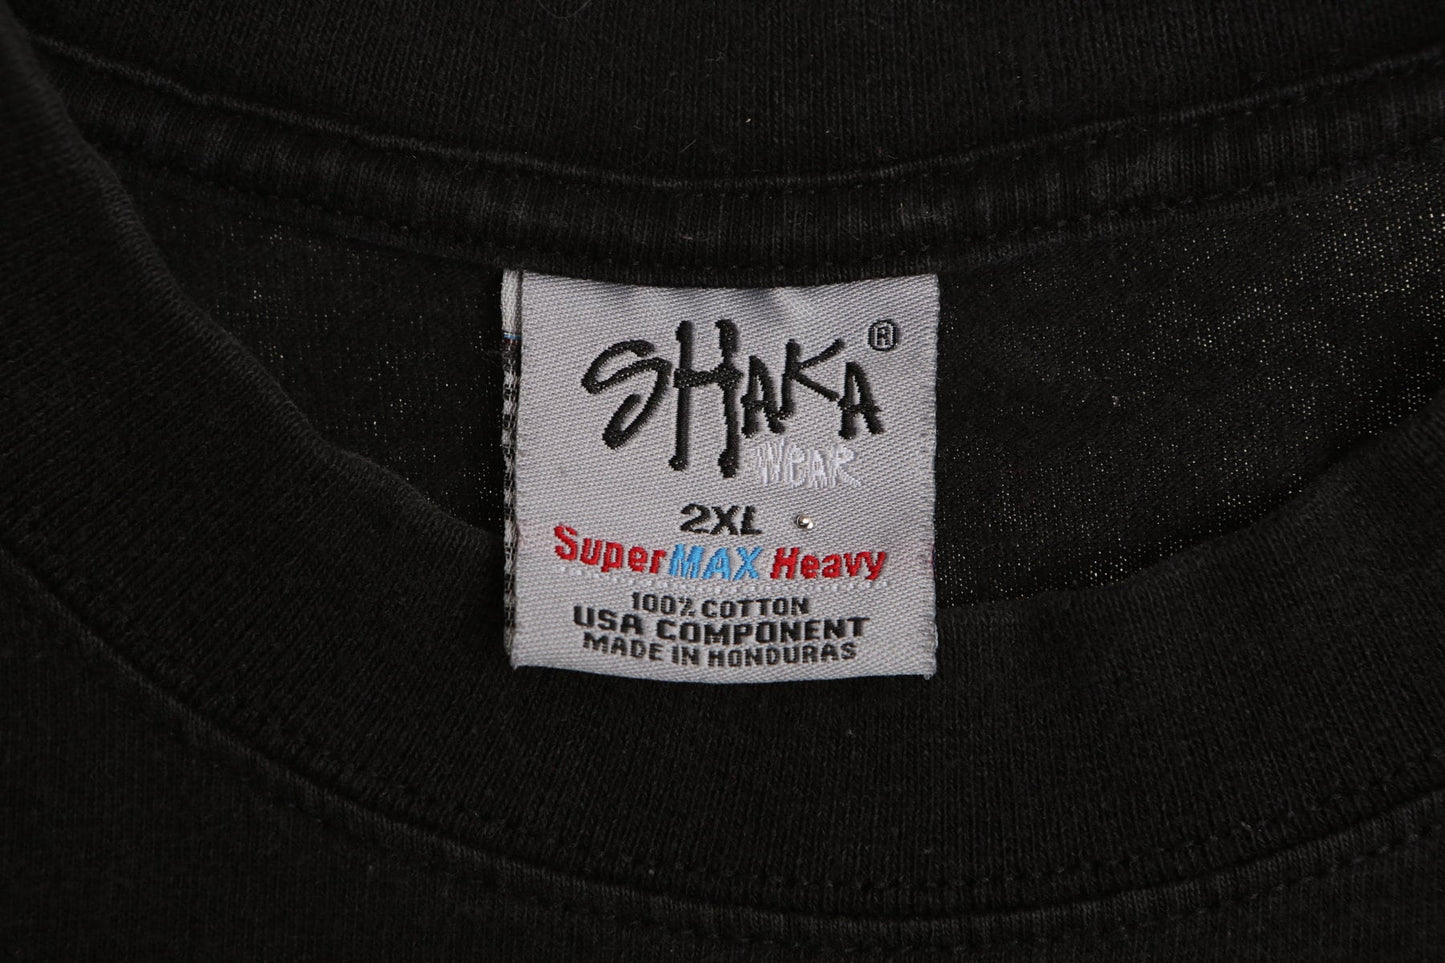 SHAKA ®
WEAR
2XL
SuperMAX Heavy
100% COTTON
USA COMPONENT
MADE IN HONDURAS